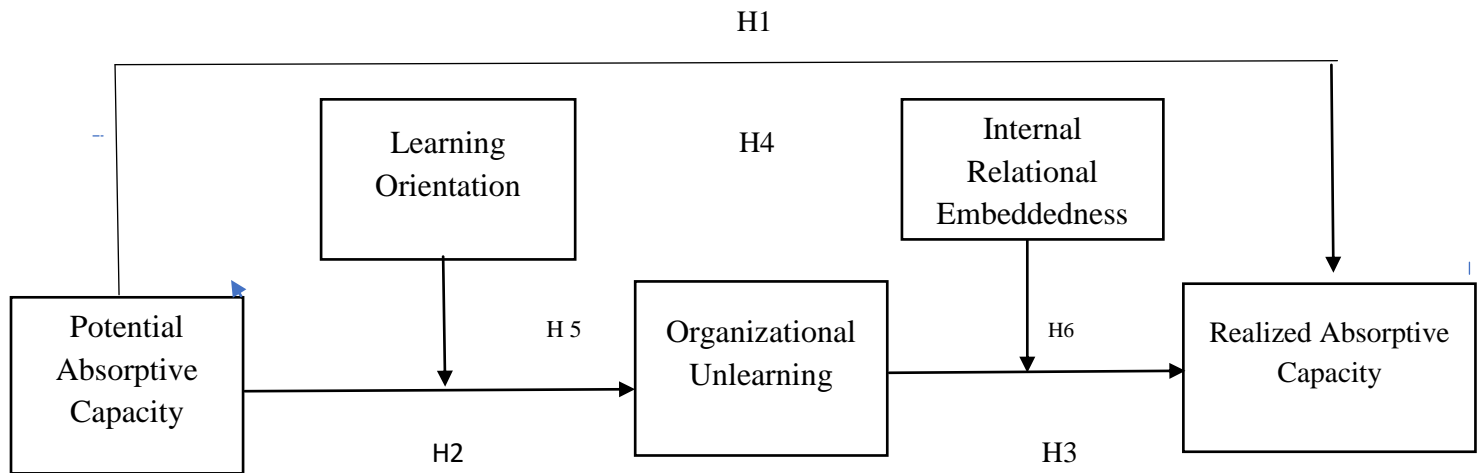 H1
Learning
Orientation
H4
Internal
Relational
Embeddedness
Potential
Absorptive
Capacity
H 5
Organizational
Unlearning
H6
Realized Absorptive
Capacity
H2
H3